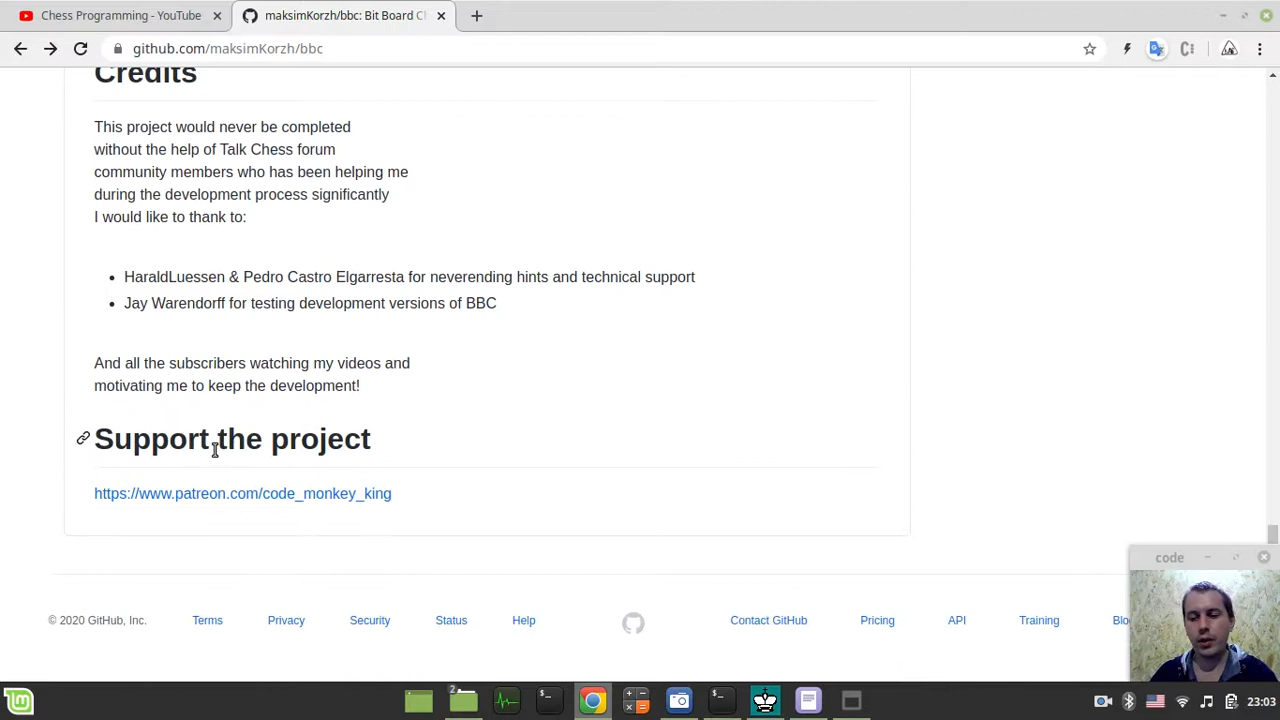 Chess Programming - YouTube
maksimKorzh/bbc: Bit Board Ch
github.com/maksimKorzh/bbc
Credits
This project would never be completed
without the help of Talk Chess forum
community members who has been helping me
during the development process significantly
I would like to thank to:
HaraldLuessen & Pedro Castro Elgarresta for neverending hints and technical support
Jay Warendorff for testing development versions of BBC
And all the subscribers watching my videos and
motivating me to keep the development!
Support the project
https://www.patreon.com/code_monkey_king
code
© 2020 GitHub, Inc. Terms Privacy Security Status Help Contact GitHub Pricing API Training Blo
2
23:03